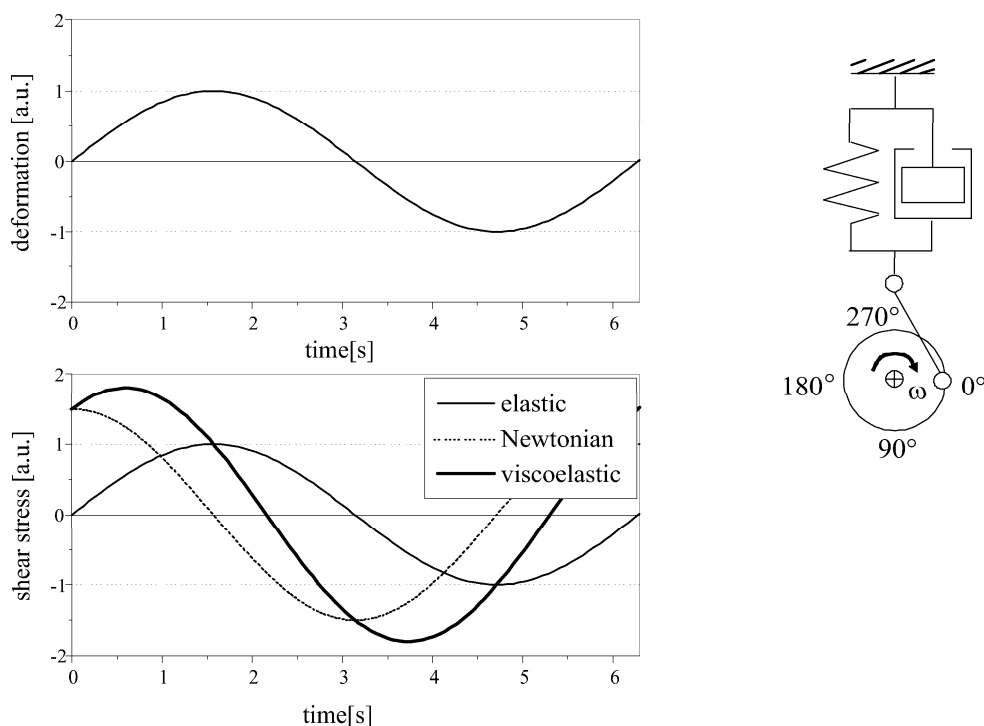 deformation [a.u.]
2
1
0
-1
-2
0 1 2 3 4 5 6
time[s]
shear stress [a.u.]
2
1
0
-1
-2
elastic
Newtonian
viscoelastic
0 1 2 3 4 5 6
time[s]
270°
180°
0°
ω
90°